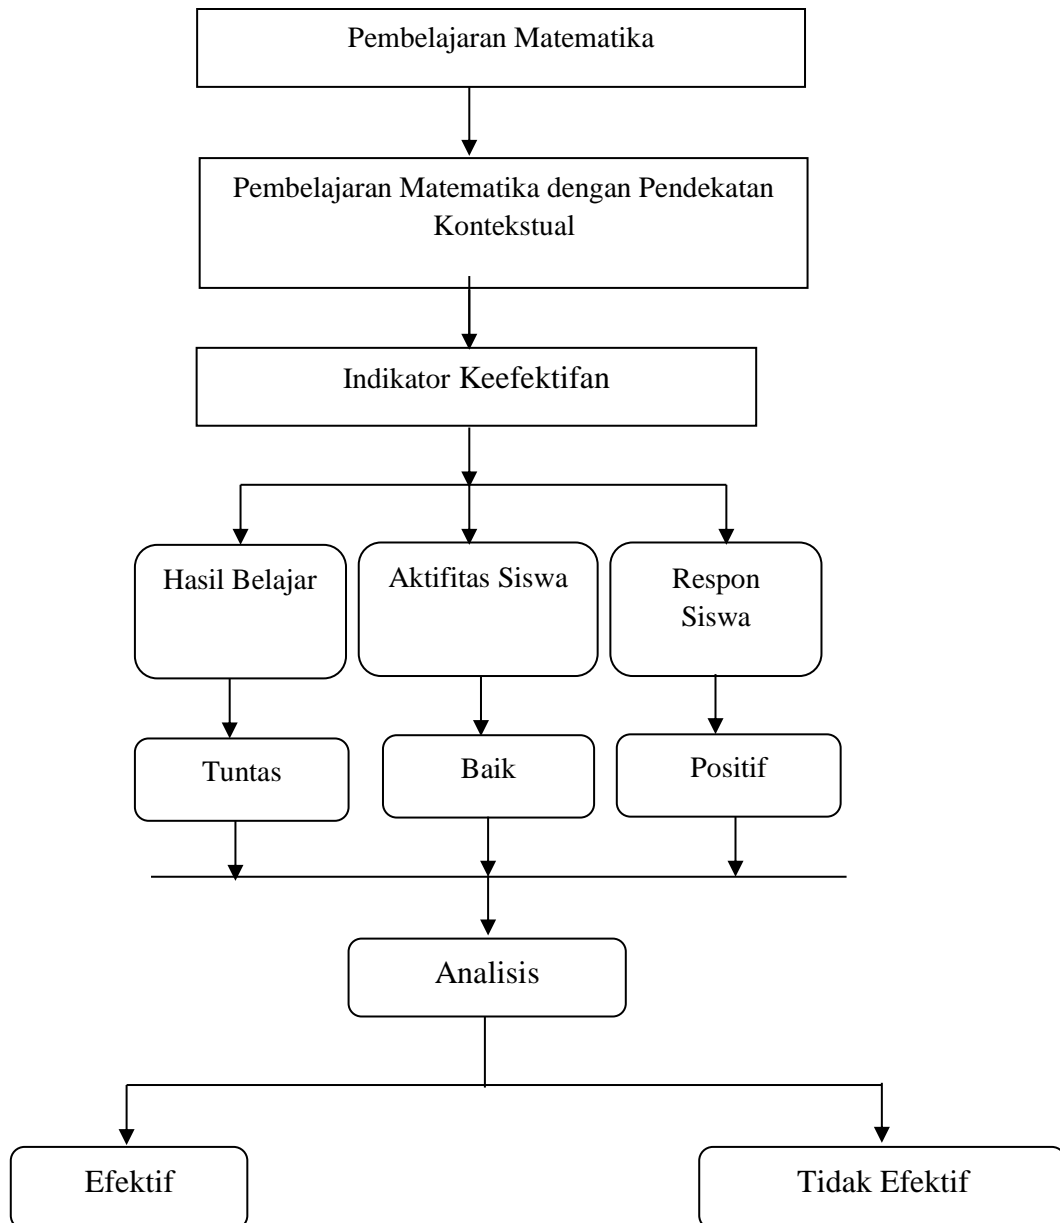 Pembelajaran Matematika
Pembelajaran Matematika dengan Pendekatan
Kontekstual
Indikator Keefektifan
Hasil Belajar
Aktifitas Siswa
Respon
Siswa
Tuntas
Baik
Positif
Analisis
Efektif
Tidak Efektif